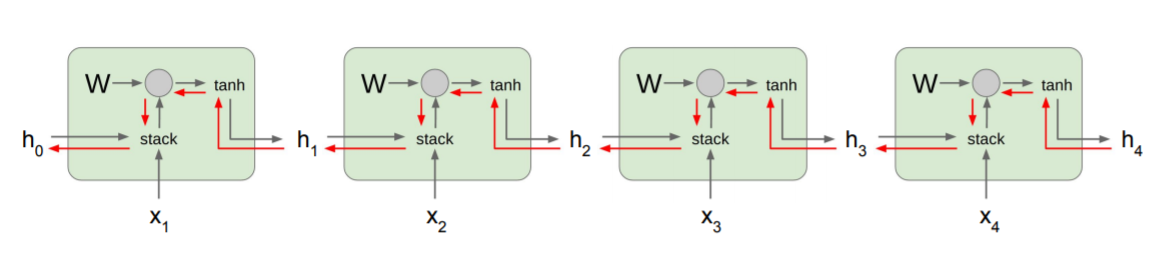 W tanh W tanh W tanh W tanh
h0 stack h1 stack h2 stack h3 stack h4
x1 x2 x3 x4